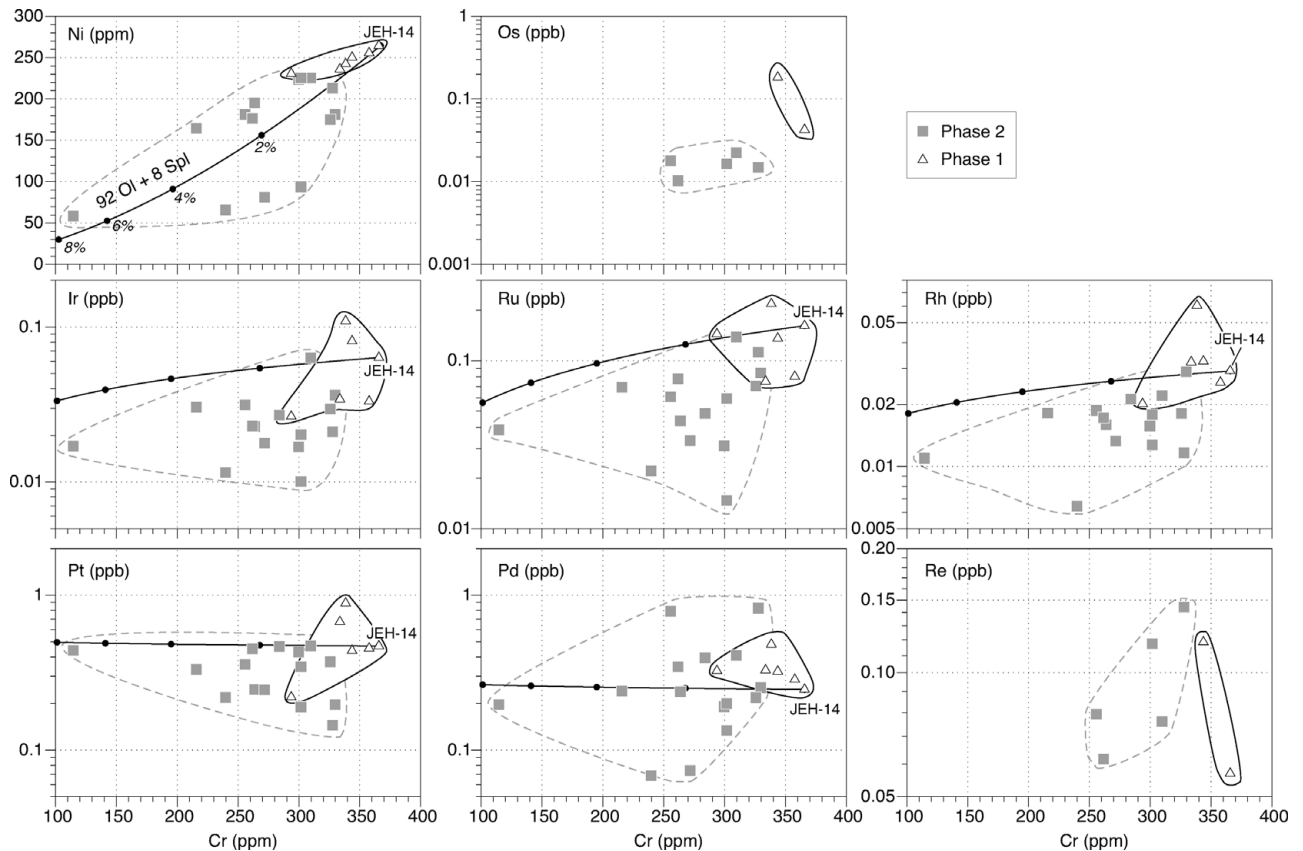 Ni (ppm)
JEH-14
92 Ol + 8 Spl
2%
4%
6%
8%
300
250
200
150
100
50
0
Os (ppb)
1
0.1
0.01
0.001
Phase 2
Phase 1
Ir (ppb)
JEH-14
0.1
0.01
Ru (ppb)
JEH-14
0.1
0.01
Rh (ppb)
JEH-14
0.05
0.02
0.01
0.005
Pt (ppb)
JEH-14
1
0.1
100 150 200 250 300 350 400
Cr (ppm)
Pd (ppb)
JEH-14
1
0.1
100 150 200 250 300 350 400
Cr (ppm)
Re (ppb)
0.20
0.15
0.10
0.05
100 150 200 250 300 350 400
Cr (ppm)